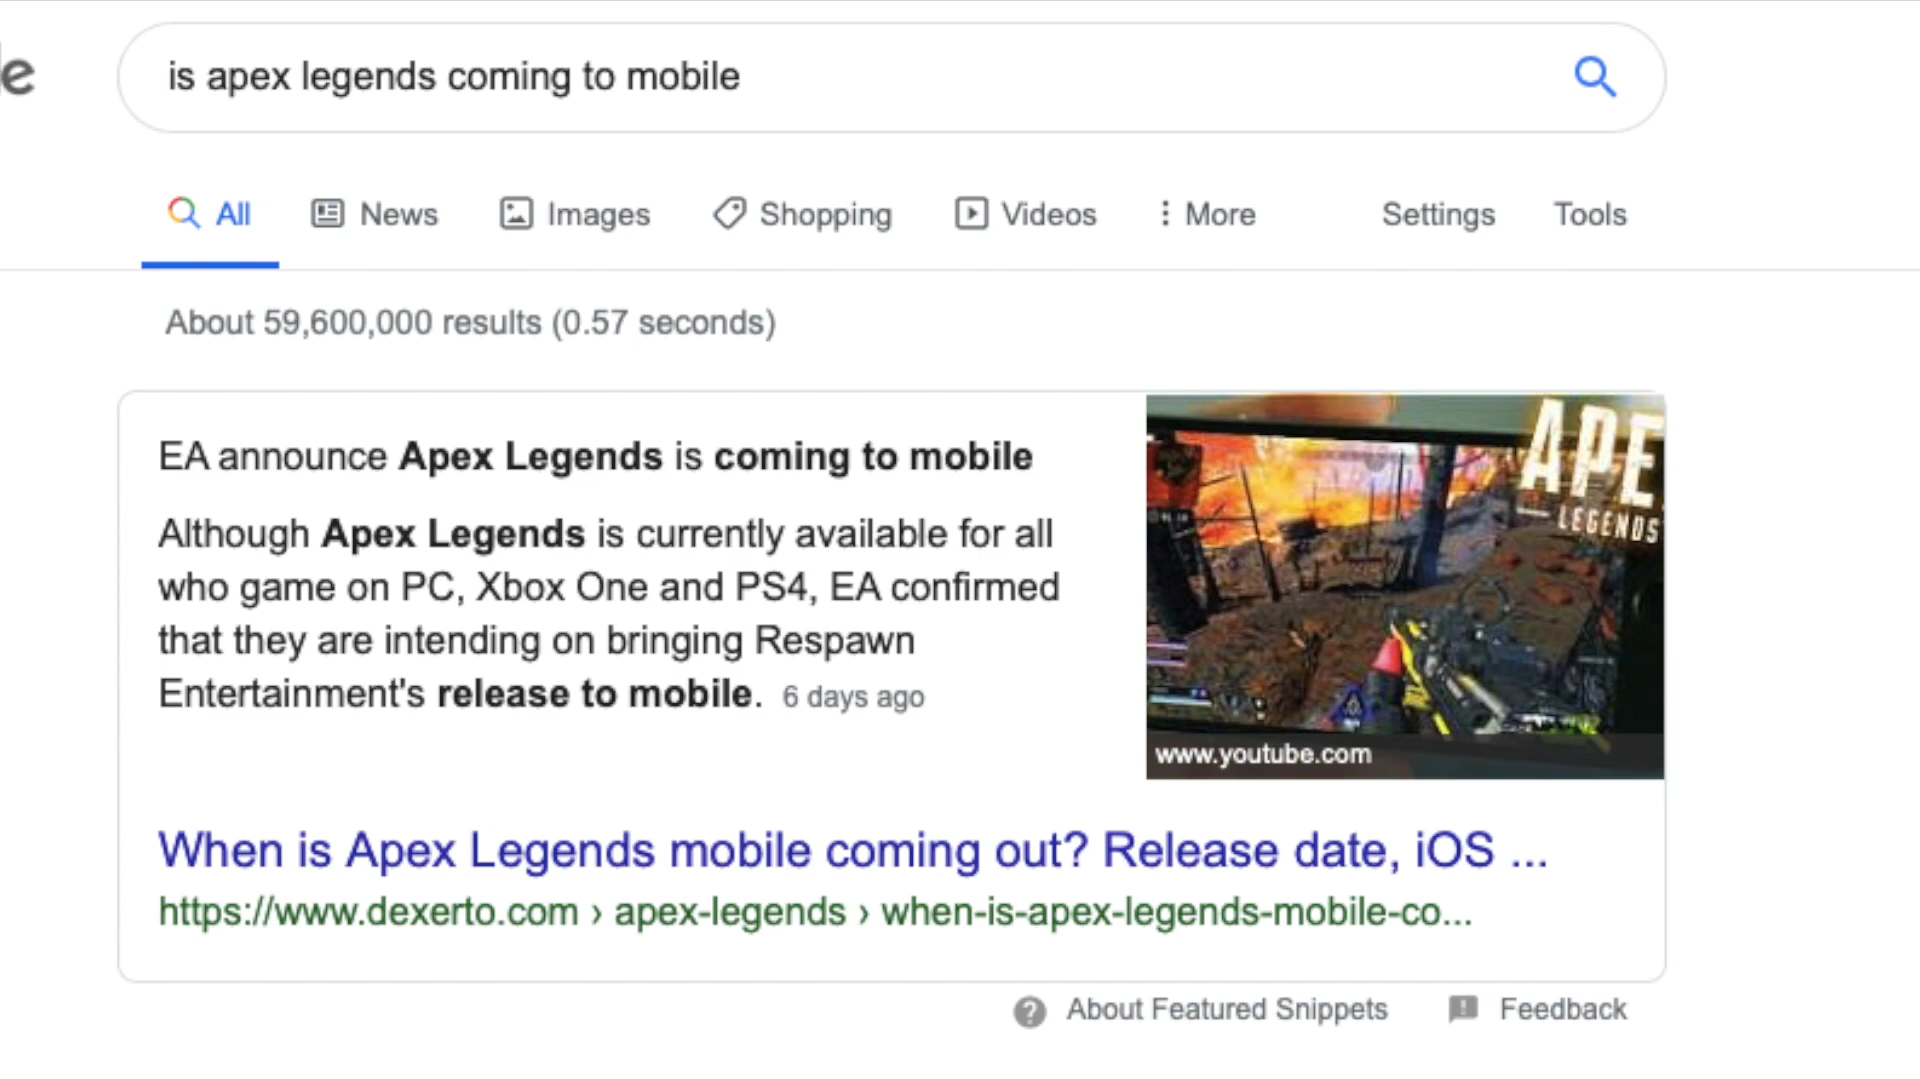 is apex legends coming to mobile
All News Images Shopping Videos More Settings Tools
About 59,600,000 results (0.57 seconds)
EA announce Apex Legends is coming to mobile
Although Apex Legends is currently available for all
who game on PC, Xbox One and PS4, EA confirmed
that they are intending on bringing Respawn
Entertainment's release to mobile. 6 days ago
APE
LEGENDS
www.youtube.com
When is Apex Legends mobile coming out? Release date, iOS ...
https://www.dexerto.com › apex-legends › when-is-apex-legends-mobile-co...
About Featured Snippets Feedback